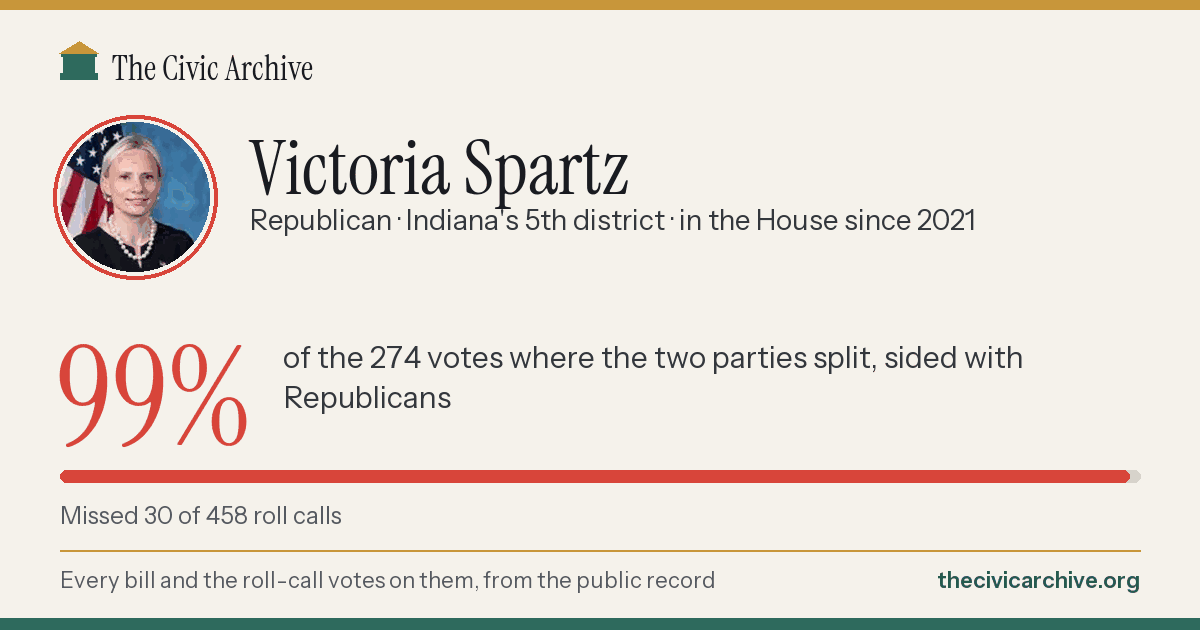 The Civic Archive
Victoria Spartz
Republican · Indiana's 5th district · in the House since 2021
99%
of the 274 votes where the two parties split, sided with
Republicans
Missed 30 of 458 roll calls
Every bill and the roll-call votes on them, from the public record
thecivicarchive.org